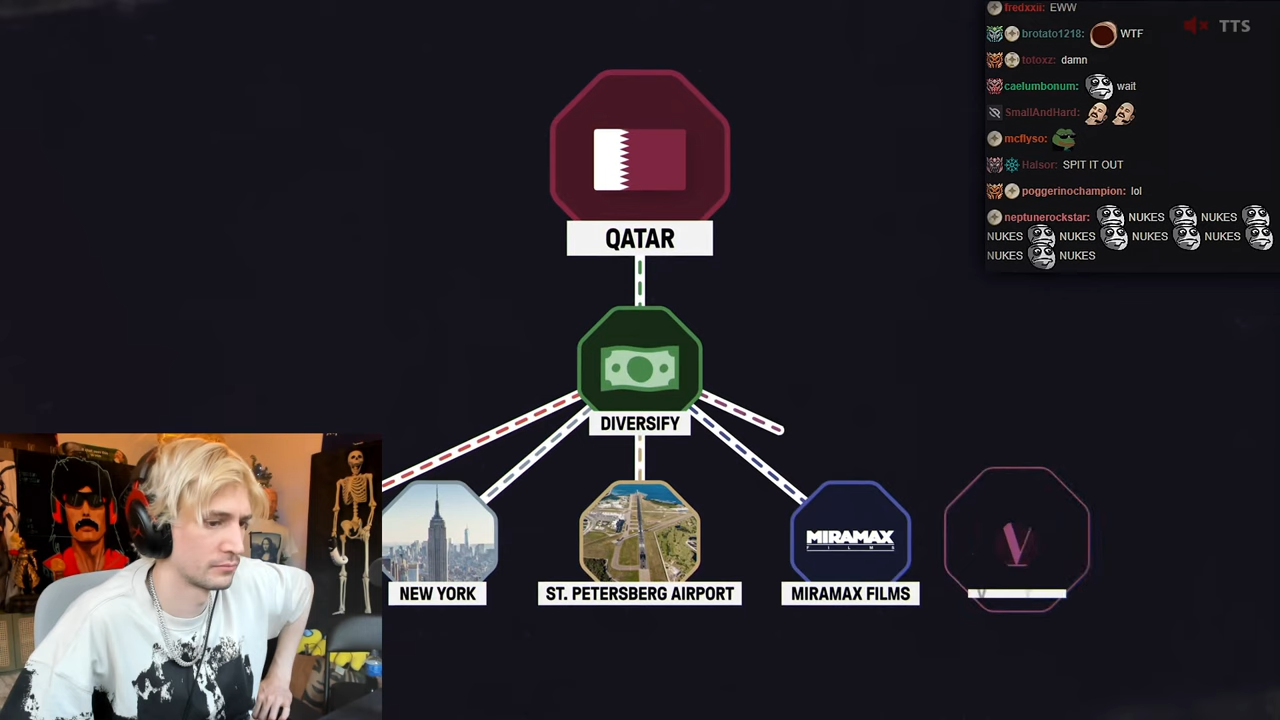 fredxxii: EWW
brotato1218: WTF
TTS
totoxz: damn
caelumbonum: wait
SmallAndHard:
mcflyso:
Halsor: SPIT IT OUT
poggerinochampion: lol
neptunerockstar: NUKES NUKES
NUKES NUKES NUKES NUKES
NUKES NUKES
QATAR
DIVERSIFY
MIRAMAX
FILMS
V
NEW YORK
ST. PETERSBERG AIRPORT
MIRAMAX FILMS